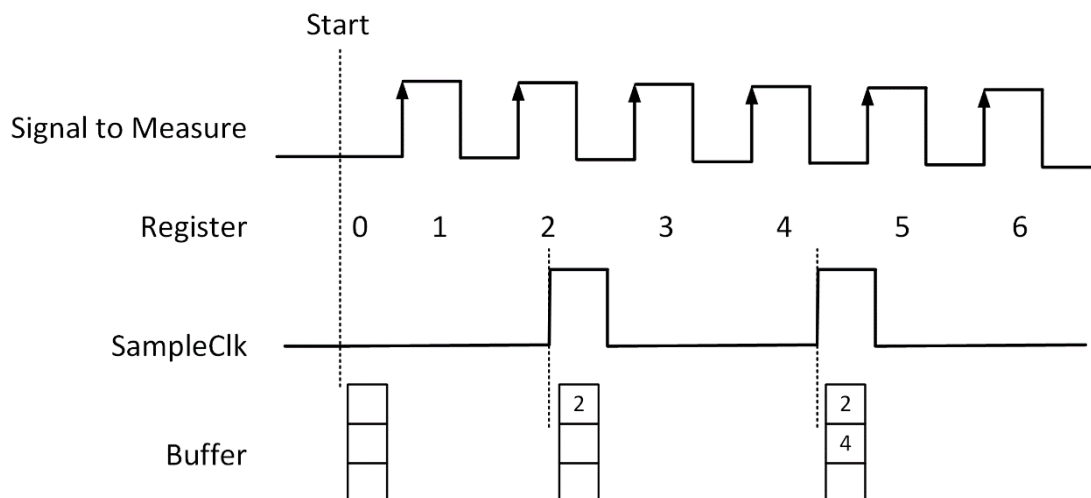 Start
Signal to Measure
Register 0 1 2 3 4 5 6
SampleClk
2 2
4
Buffer